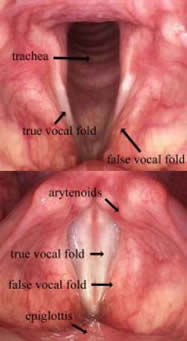 trachea
true vocal fold
false vocal fold
arytenoids
true vocal fold
false vocal fold
epiglottis